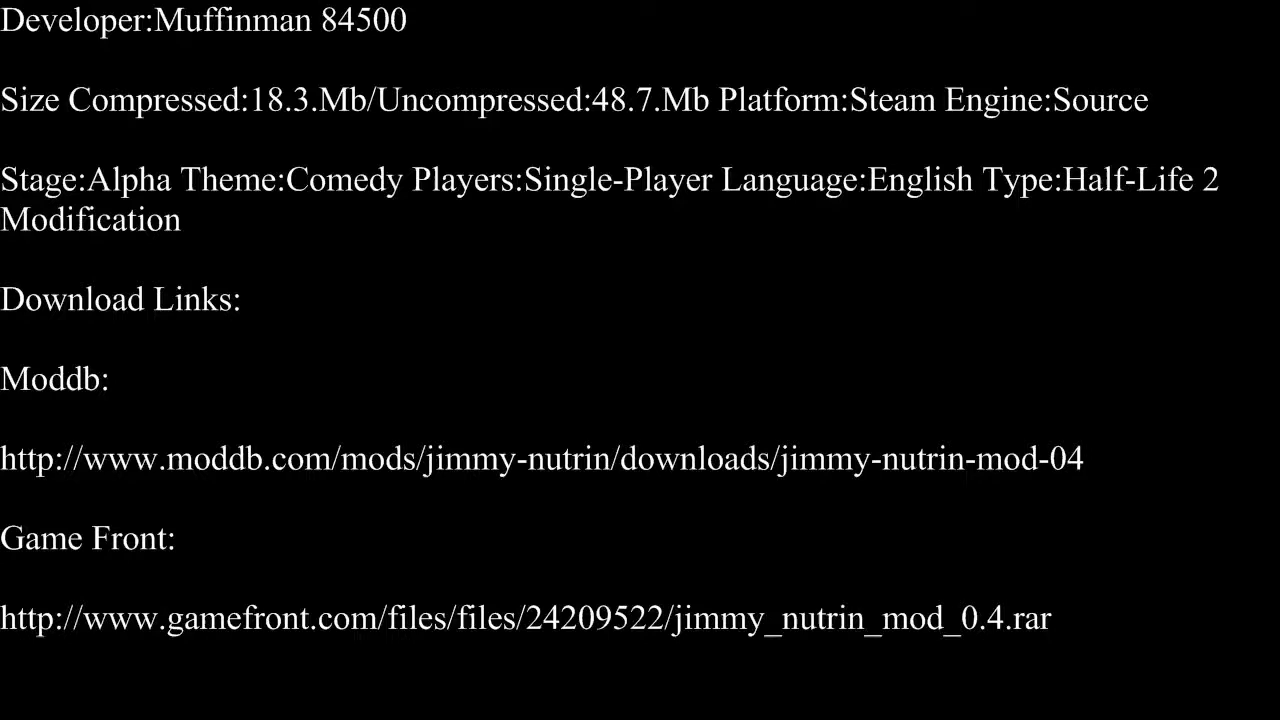 Developer:Muffinman 84500
Size Compressed:18.3.Mb/Uncompressed:48.7.Mb Platform:Steam Engine:Source
Stage:Alpha Theme:Comedy Players:Single-Player Language:English Type:Half-Life 2
Modification
Download Links:
Moddb:
http://www.moddb.com/mods/jimmy-nutrin/downloads/jimmy-nutrin-mod-04
Game Front:
http://www.gamefront.com/files/files/24209522/jimmy_nutrin_mod_0.4.rar